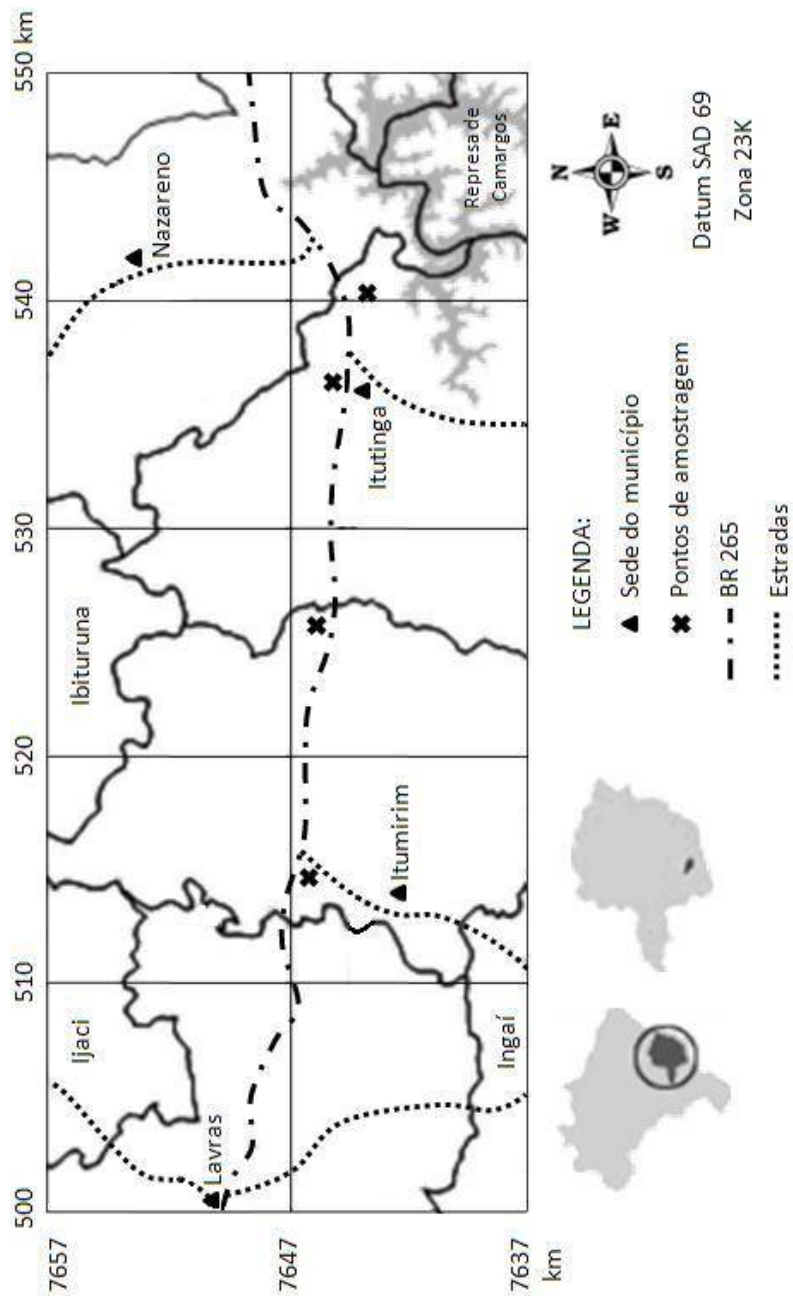 500
510
520
530
540
550 km
7657
7647
7637
km
Ijaci
Ibituruna
Nazareno
Lavras
Itumirim
Itutinga
Represa de
Camargos
Ingaí
LEGENDA:
Sede do município
Pontos de amostragem
BR 265
Estradas
N
W
E
S
Datum SAD 69
Zona 23K